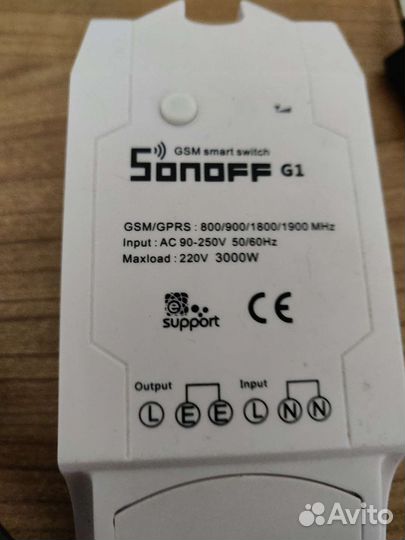 GSM smart switch
SONOFF G1
GSM/GPRS : 800/900/1800/1900 MHz
Input : AC 90-250V 50/60Hz
Maxload : 220V 3000W
e
support
CE
Output Input
L E E L N N
Avito